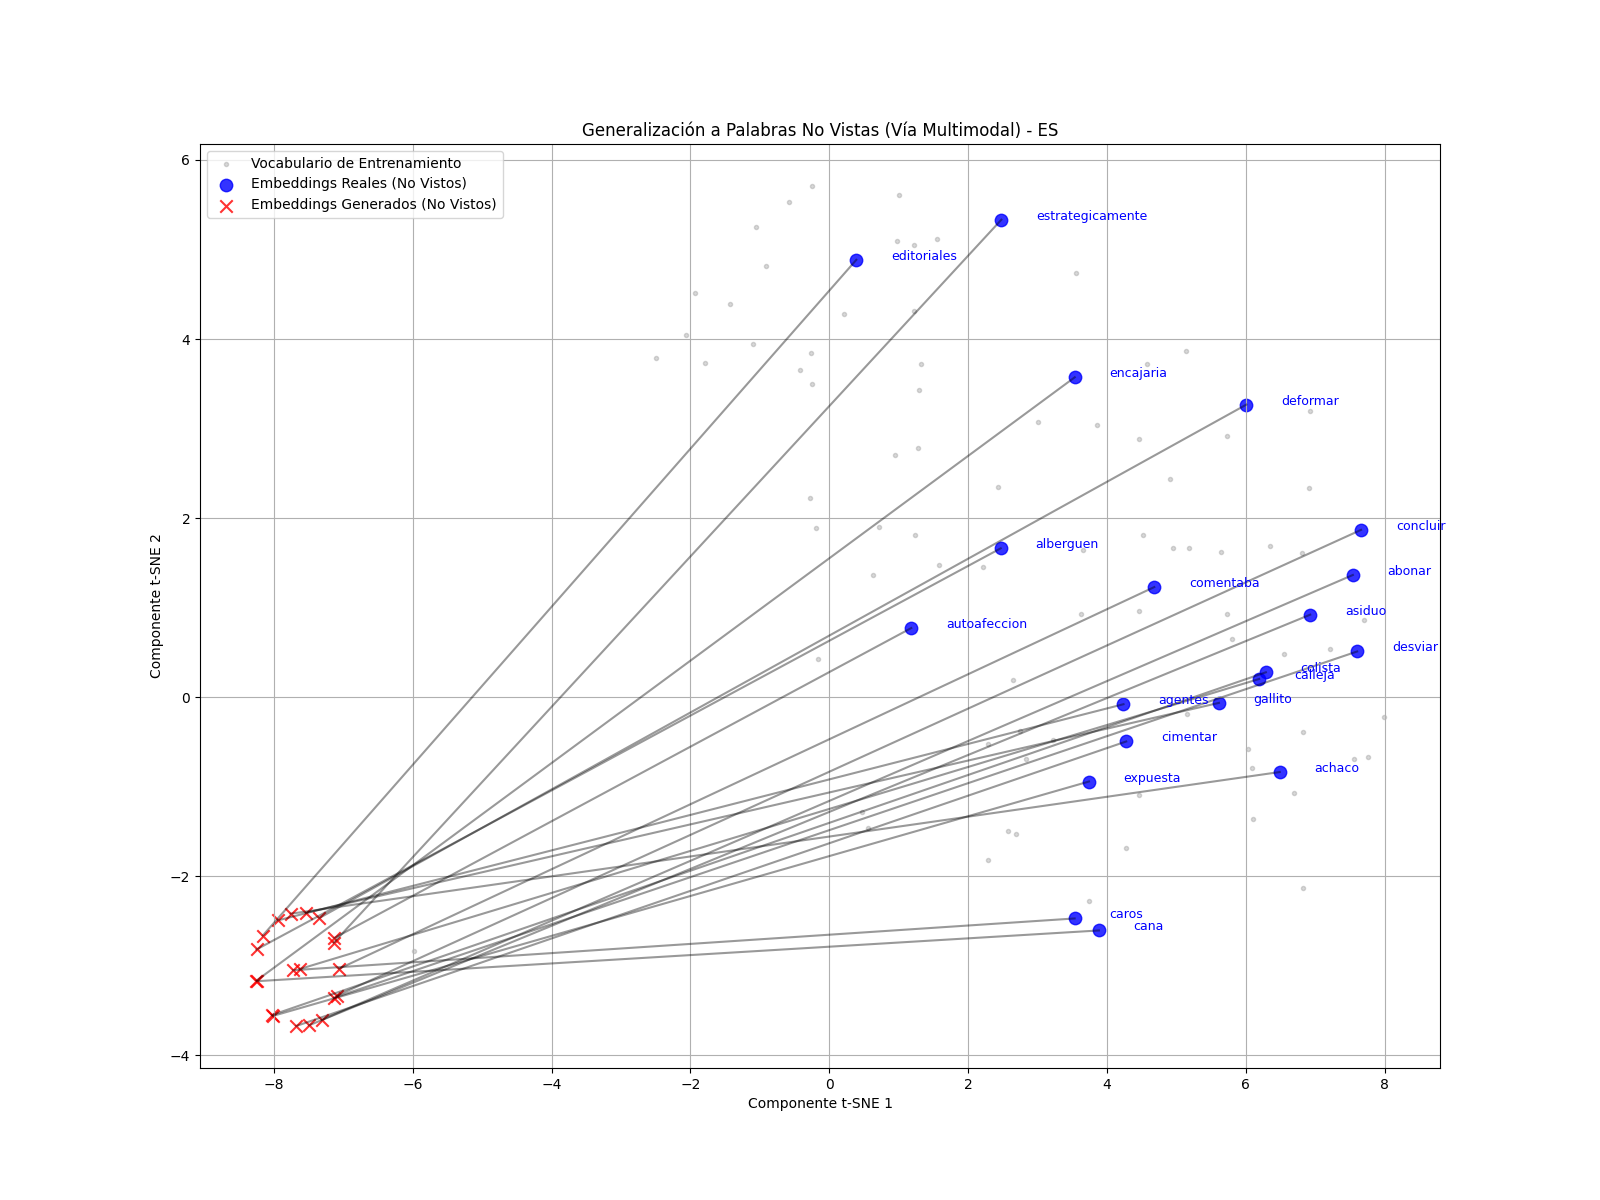 Generalización a Palabras No Vistas (Vía Multimodal) - ES
Vocabulario de Entrenamiento
Embeddings Reales (No Vistos)
Embeddings Generados (No Vistos)
estrategicamente
editoriales
encajaria
deformar
concluir
alberguen
abonar
comentaba
asiduo
autoafeccion
desviar
colista
calleja
gallito
agentes
cimentar
achaco
expuesta
caros
cana
6
4
2
0
−2
−4
Componente t-SNE 2
−8
−6
−4
−2
0
2
4
6
8
Componente t-SNE 1